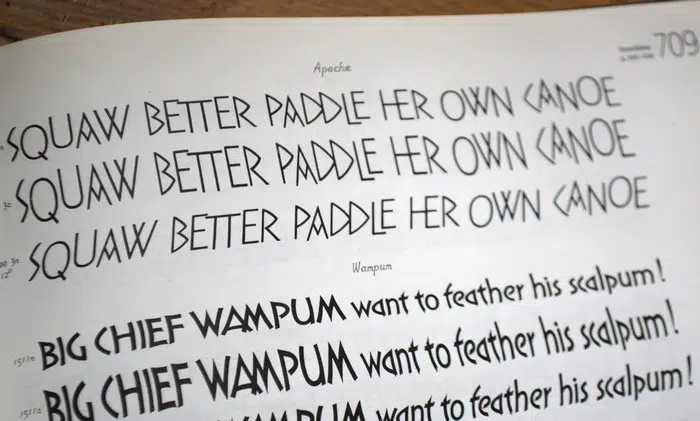 709
Apache
SQUAW BETTER PADDLE HER OWN CANOE
SQUAW BETTER PADDLE HER OWN CANOE
SQUAW BETTER PADDLE HER OWN CANOE
Wampum
BIG CHIEF WAMPUM want to feather his scalpum!
BIG CHIEF WAMPUM want to feather his scalpum!
WAMPUM want to feather his scalpum!